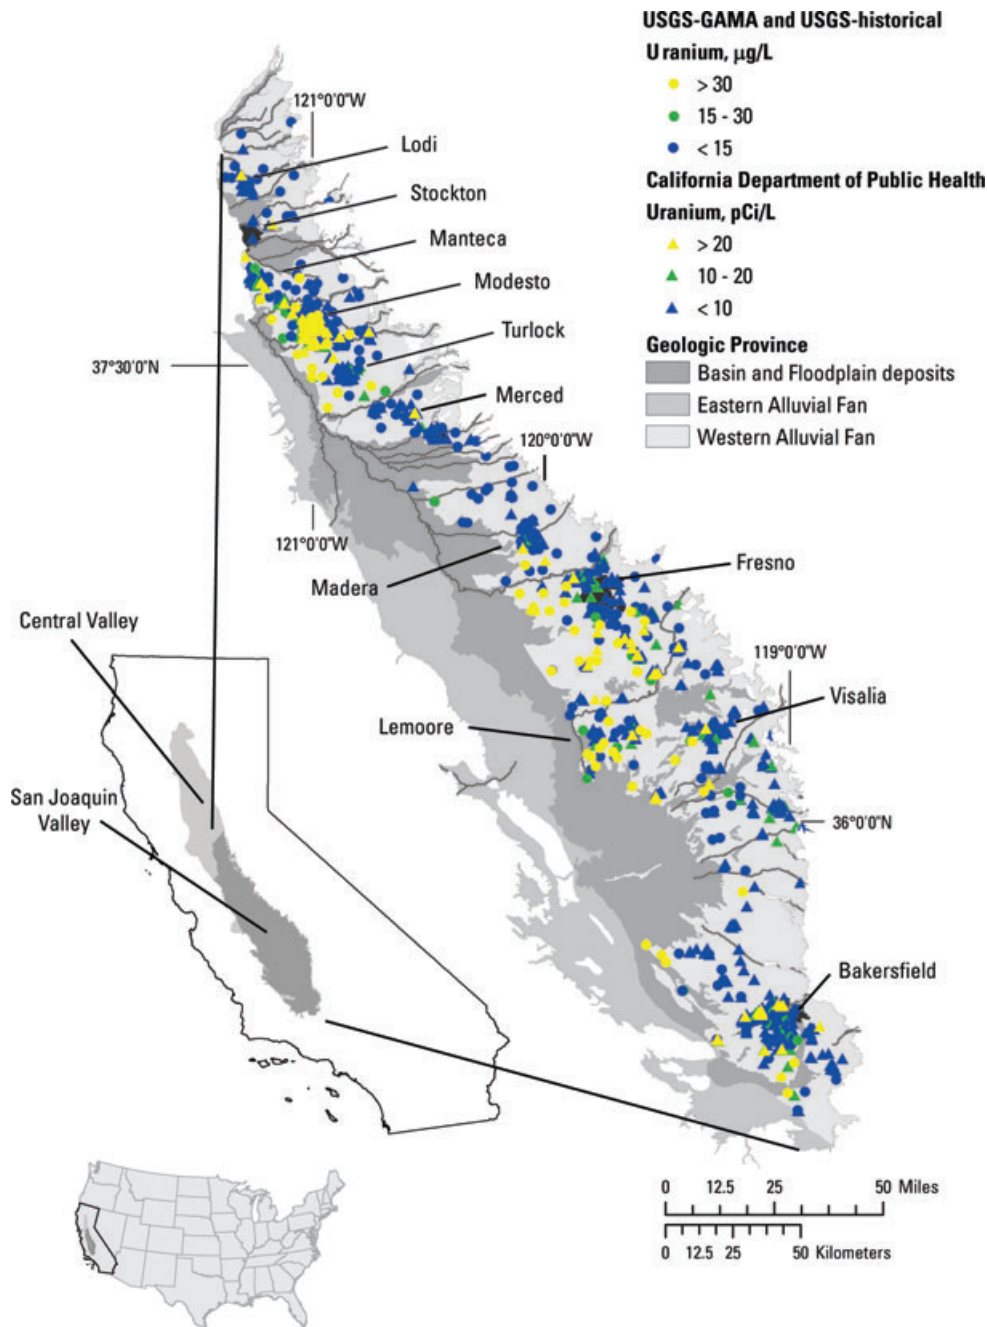 USGS-GAMA and USGS-historical
Uranium, µg/L
> 30
15 - 30
< 15
California Department of Public Health
Uranium, pCi/L
> 20
10 - 20
< 10
Geologic Province
Basin and Floodplain deposits
Eastern Alluvial Fan
Western Alluvial Fan
121°0'0"W
Lodi
Stockton
Manteca
Modesto
Turlock
37°30'0"N
Merced
120°0'0"W
121°0'0"W
Madera
Fresno
Central Valley
119°0'0"W
Visalia
Lemoore
San Joaquin
Valley
36°0'0"N
Bakersfield
0 12.5 25 50 Miles
0 12.5 25 50 Kilometers